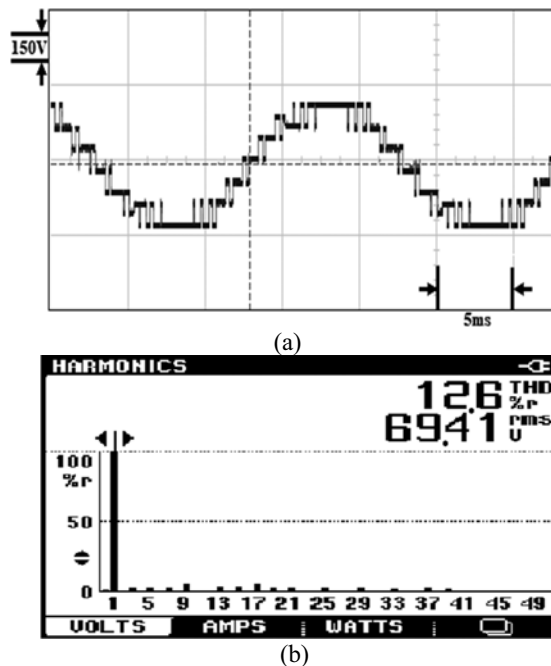 150V
5ms
(a)
HARMONICS
12.6 THD %r
69.41 rms V
100
%r
50
0
1 5 9 13 17 21 25 29 33 37 41 45 49
VOLTS AMPS WATTS
(b)